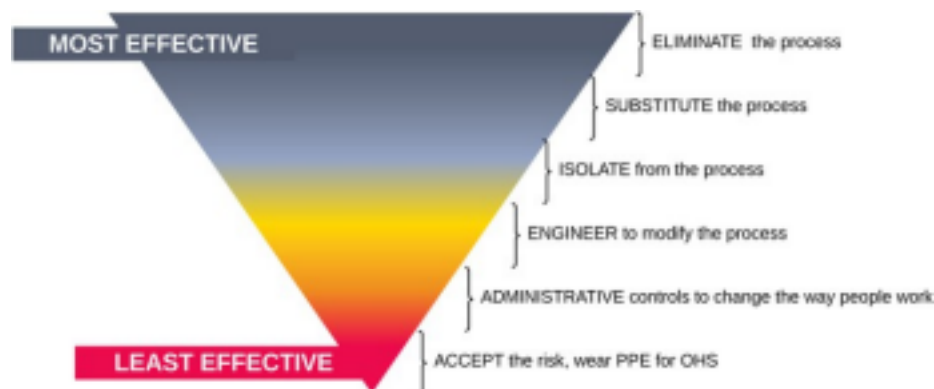 MOST EFFECTIVE
ELIMINATE the process
SUBSTITUTE the process
ISOLATE from the process
ENGINEER to modify the process
ADMINISTRATIVE controls to change the way people work
LEAST EFFECTIVE
ACCEPT the risk, wear PPE for OHS